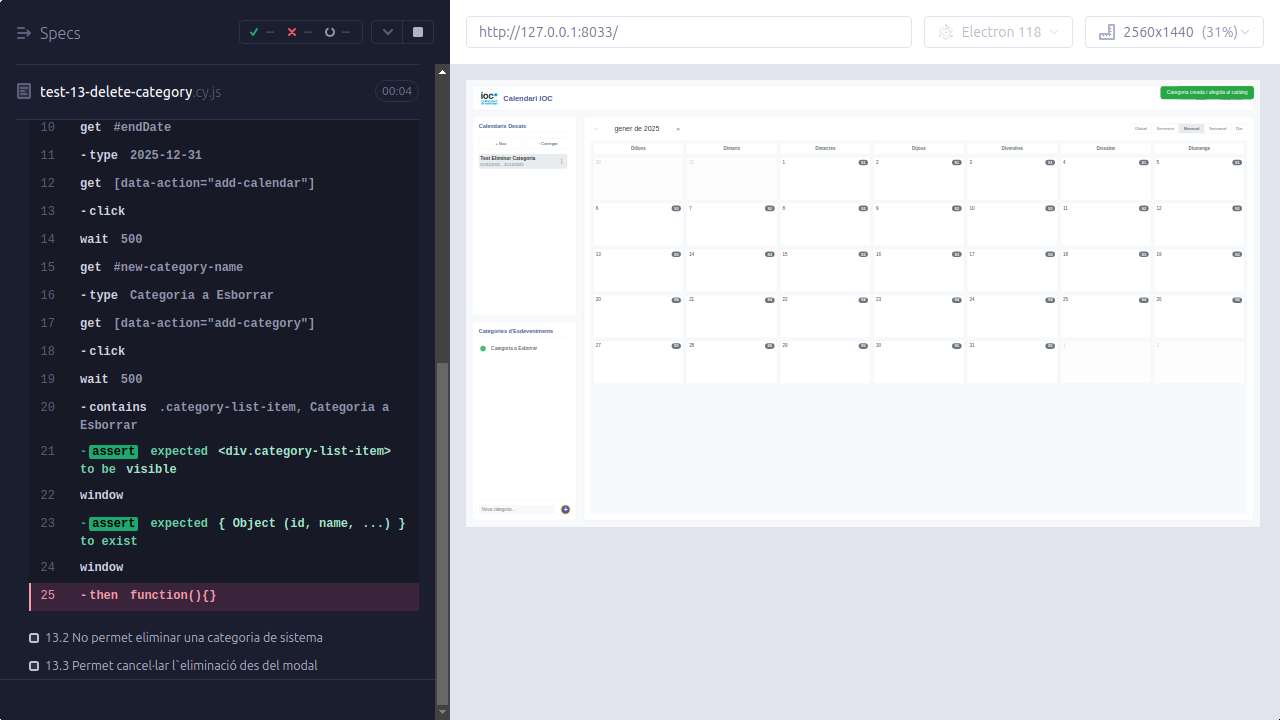 Specs
--
--
--
http://127.0.0.1:8033/
Electron 118
2560x1440 (31%)
test-13-delete-category.cy.js
00:04
10 get #endDate
11 -type 2025-12-31
12 get [data-action="add-calendar"]
13 -click
14 wait 500
15 get #new-category-name
16 -type Categoria a Esborrar
17 get [data-action="add-category"]
18 -click
19 wait 500
20 -contains .category-list-item, Categoria a
Esborrar
21 -assert expected <div.category-list-item>
to be visible
22 window
23 -assert expected { Object (id, name, ...) }
to exist
24 window
25 -then function(){}
13.2 No permet eliminar una categoria de sistema
13.3 Permet cancel·lar l`eliminació des del modal
ioc
Calendari IOC
Categoria creada i afegida al catàleg
Calendaris Desats
+ Nou
Carregar
Test Eliminar Categoria
Categories d'Esdeveniments
Categoria a Esborrar
Nova categoria...
+
gener de 2025 >
Global Semestre Mensual Setmanal Dia
Dilluns Dimarts Dimecres Dijous Divendres Dissabte Diumenge
1 2 3 4 5
6 7 8 9 10 11 12
13 14 15 16 17 18 19
20 21 22 23 24 25 26
27 28 29 30 31